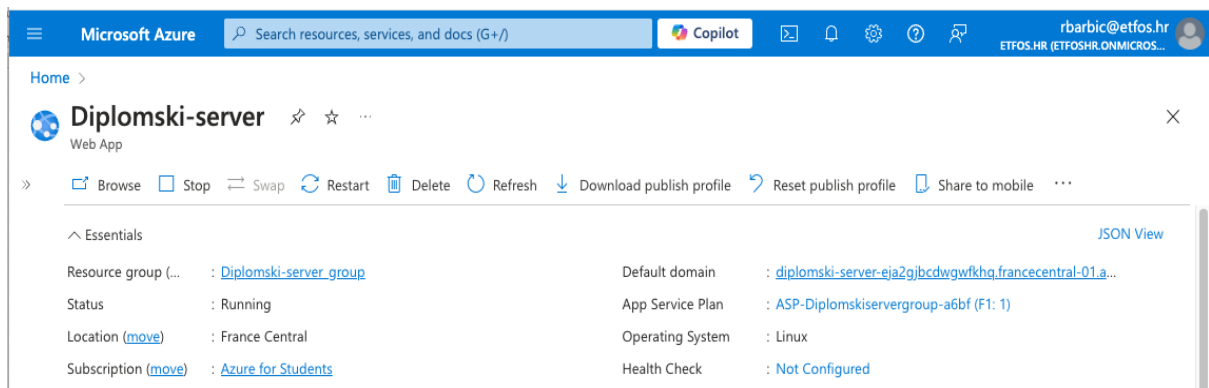 Microsoft Azure Search resources, services, and docs (G+/) Copilot rbarbic@etfos.hr
ETFOS.HR (ETFOSHR.ONMICROS...
Home >
Diplomski-server ...
Web App
Browse Stop Swap Restart Delete Refresh Download publish profile Reset publish profile Share to mobile ...
Essentials JSON View
Resource group (... : Diplomski-server_group Default domain : diplomski-server-eja2gjbcdwgwfkhq.francecentral-01.a...
Status : Running App Service Plan : ASP-Diplomskiservergroup-a6bf (F1: 1)
Location (move) : France Central Operating System : Linux
Subscription (move) : Azure for Students Health Check : Not Configured